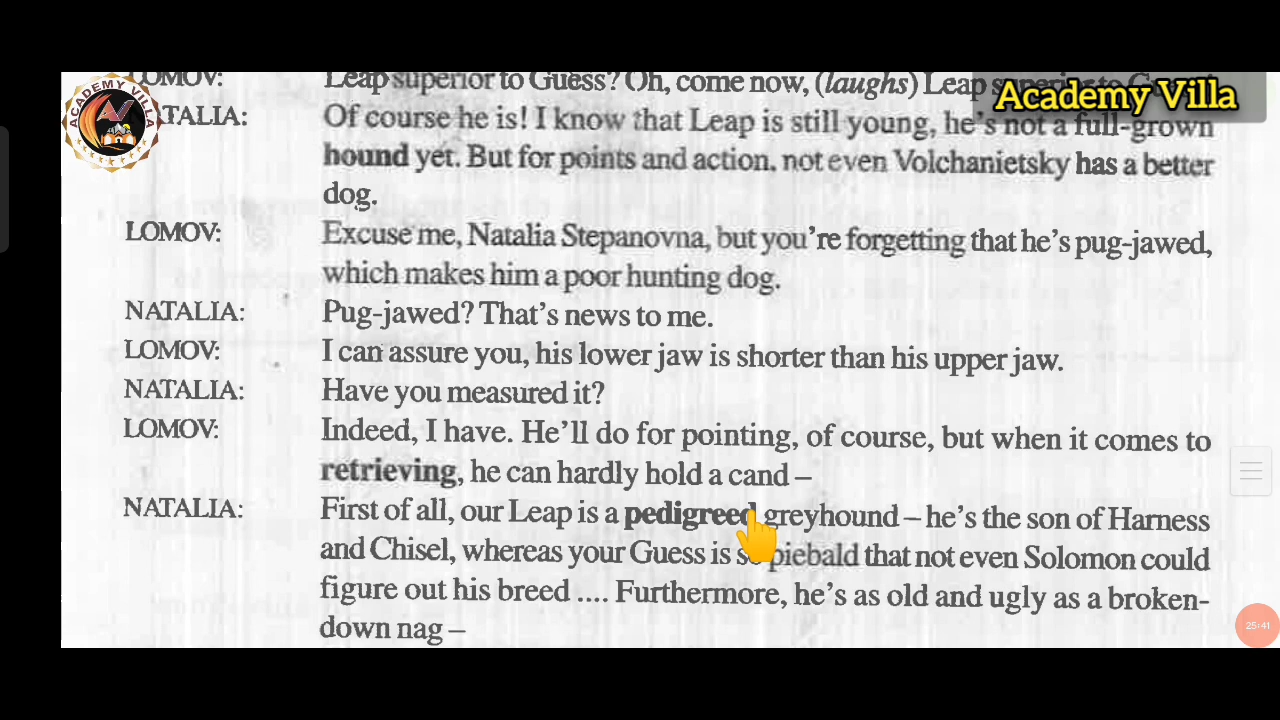 LOMOV: Leap superior to Guess? Oh, come now, (laughs) Leap superior to Guess!
Academy Villa
ACADEMY VILLA
NATALIA: Of course he is! I know that Leap is still young, he's not a full-grown
hound yet. But for points and action, not even Volchanietsky has a better
dog.
LOMOV: Excuse me, Natalia Stepanovna, but you're forgetting that he's pug-jawed,
which makes him a poor hunting dog.
NATALIA: Pug-jawed? That's news to me.
LOMOV: I can assure you, his lower jaw is shorter than his upper jaw.
NATALIA: Have you measured it?
LOMOV: Indeed, I have. He'll do for pointing, of course, but when it comes to
retrieving, he can hardly hold a cand –
NATALIA: First of all, our Leap is a pedigreed greyhound – he's the son of Harness
and Chisel, whereas your Guess is so piebald that not even Solomon could
figure out his breed .... Furthermore, he's as old and ugly as a broken-
down nag –
25:41